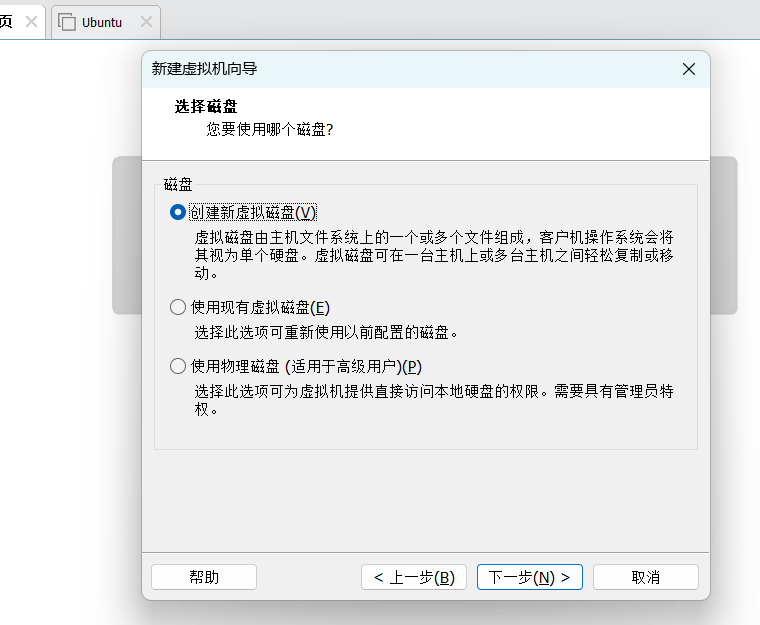 页
Ubuntu
新建虚拟机向导
选择磁盘
您要使用哪个磁盘?
磁盘
创建新虚拟磁盘(V)
虚拟磁盘由主机文件系统上的一个或多个文件组成，客户机操作系统会将
其视为单个硬盘。虚拟磁盘可在一台主机上或多台主机之间轻松复制或移
动。
使用现有虚拟磁盘(E)
选择此选项可重新使用以前配置的磁盘。
使用物理磁盘 (适用于高级用户)(P)
选择此选项可为虚拟机提供直接访问本地硬盘的权限。需要具有管理员特
权。
帮助
< 上一步(B)
下一步(N) >
取消